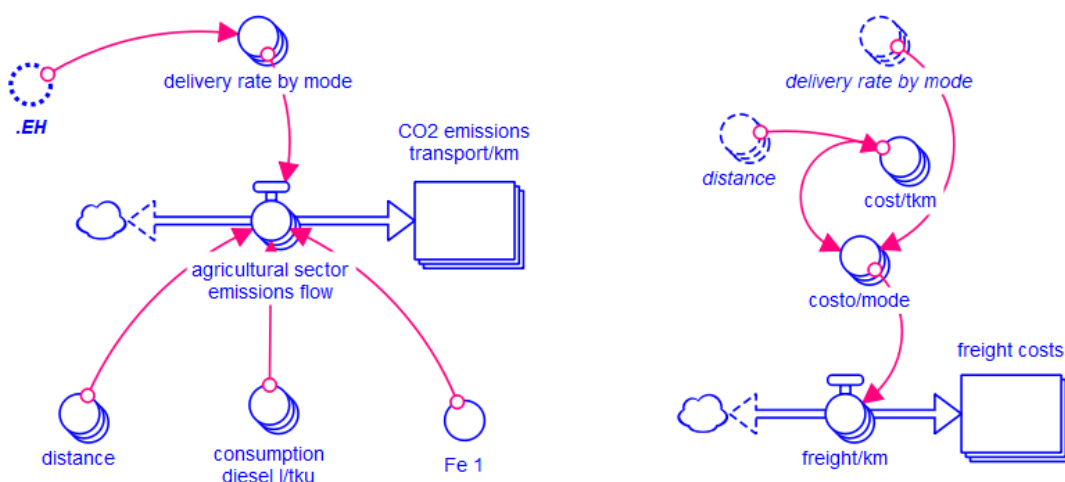 delivery rate by mode
.EH
CO2 emissions
transport/km
agricultural sector
emissions flow
distance
consumption
diesel l/tku
Fe 1
delivery rate by mode
distance
cost/tkm
costo/mode
freight costs
freight/km